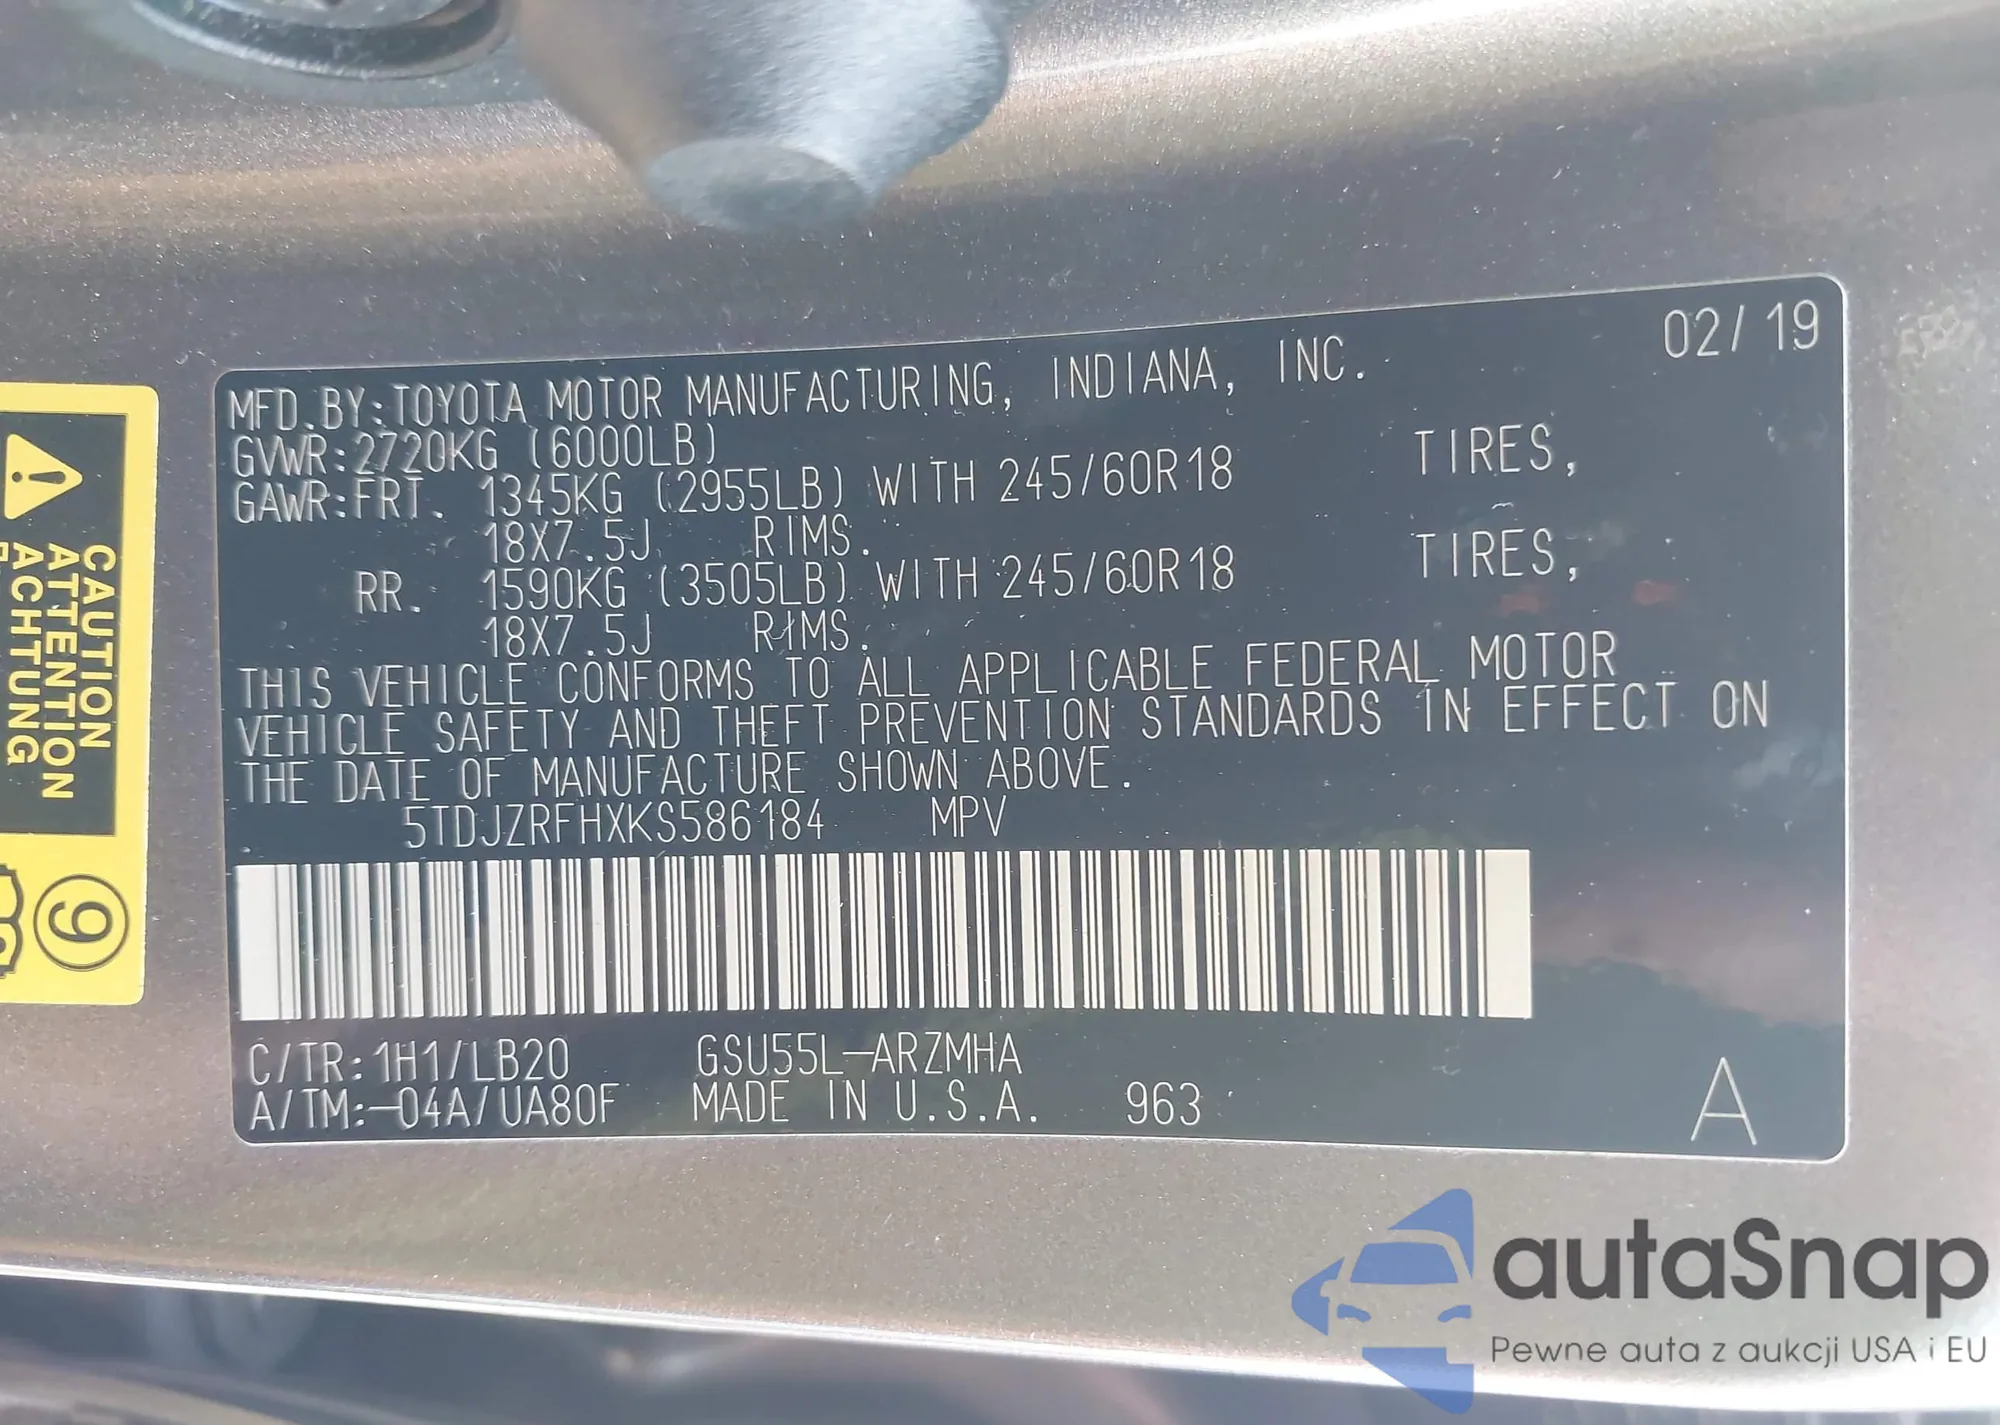 02/19
MFD.BY:TOYOTA MOTOR MANUFACTURING, INDIANA, INC.
GVWR:2720KG (6000LB)
GAWR:FRT. 1345KG (2955LB) WITH 245/60R18 TIRES,
18X7.5J RIMS.
RR. 1590KG (3505LB) WITH 245/60R18 TIRES,
18X7.5J RIMS.
THIS VEHICLE CONFORMS TO ALL APPLICABLE FEDERAL MOTOR
VEHICLE SAFETY AND THEFT PREVENTION STANDARDS IN EFFECT ON
THE DATE OF MANUFACTURE SHOWN ABOVE.
5TDJZRFHXKS586184 MPV
C/TR:1H1/LB20 GSU55L-ARZMHA
A/TM:-04A/UA80F MADE IN U.S.A. 963
A
CAUTION
ATTENTION
ACHTUNG
9
autaSnap
Pewne auta z aukcji USA i EU